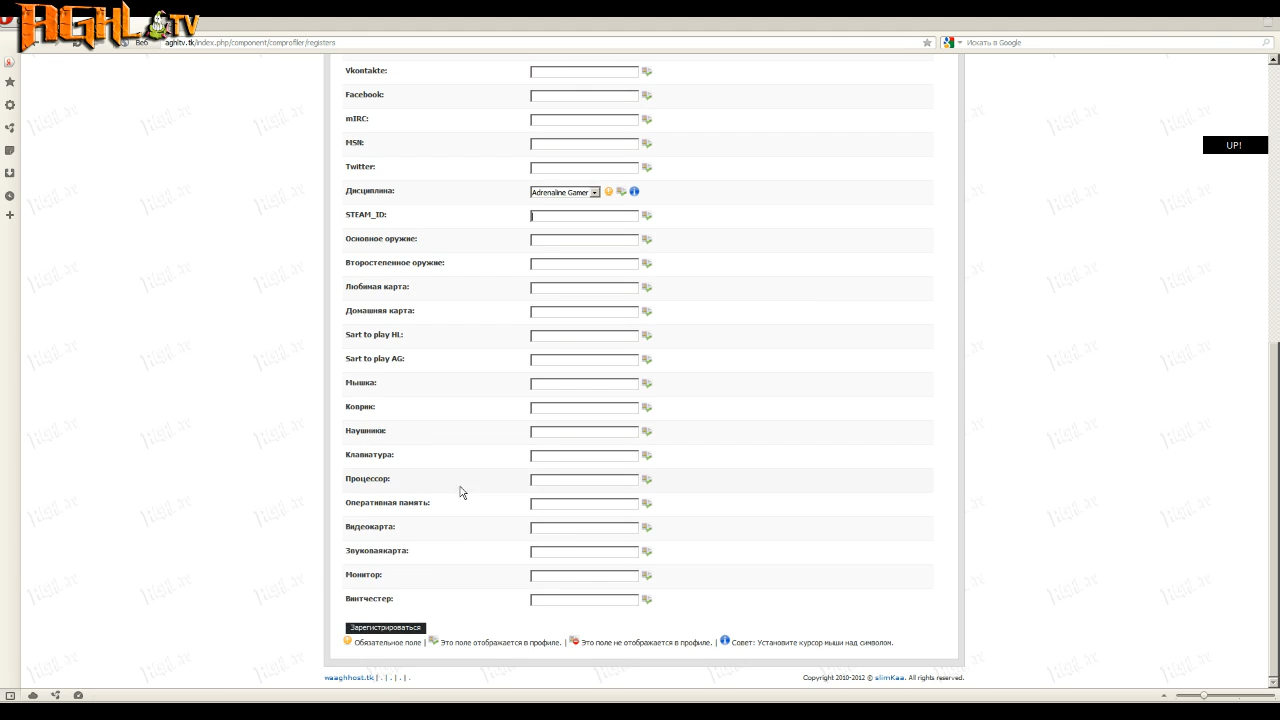 AGHL TV
Веб
aghltv.tk/index.php/component/comprofiler/registers
Искать в Google
UP!
Vkontakte:
Facebook:
mIRC:
MSN:
Twitter:
Дисциплина: Adrenaline Gamer
STEAM_ID:
Основное оружие:
Второстепенное оружие:
Любимая карта:
Домашняя карта:
Sart to play HL:
Sart to play AG:
Мышка:
Коврик:
Наушники:
Клавиатура:
Процессор:
Оперативная память:
Видеокарта:
Звуковаякарта:
Монитор:
Винтчестер:
Зарегистрироваться
Обязательное поле | Это поле отображается в профиле. | Это поле не отображается в профиле. | Совет: Установите курсор мыши над символом.
waaghhost.tk | . | . | .
Copyright 2010-2012 @ slimKaa. All rights reserved.